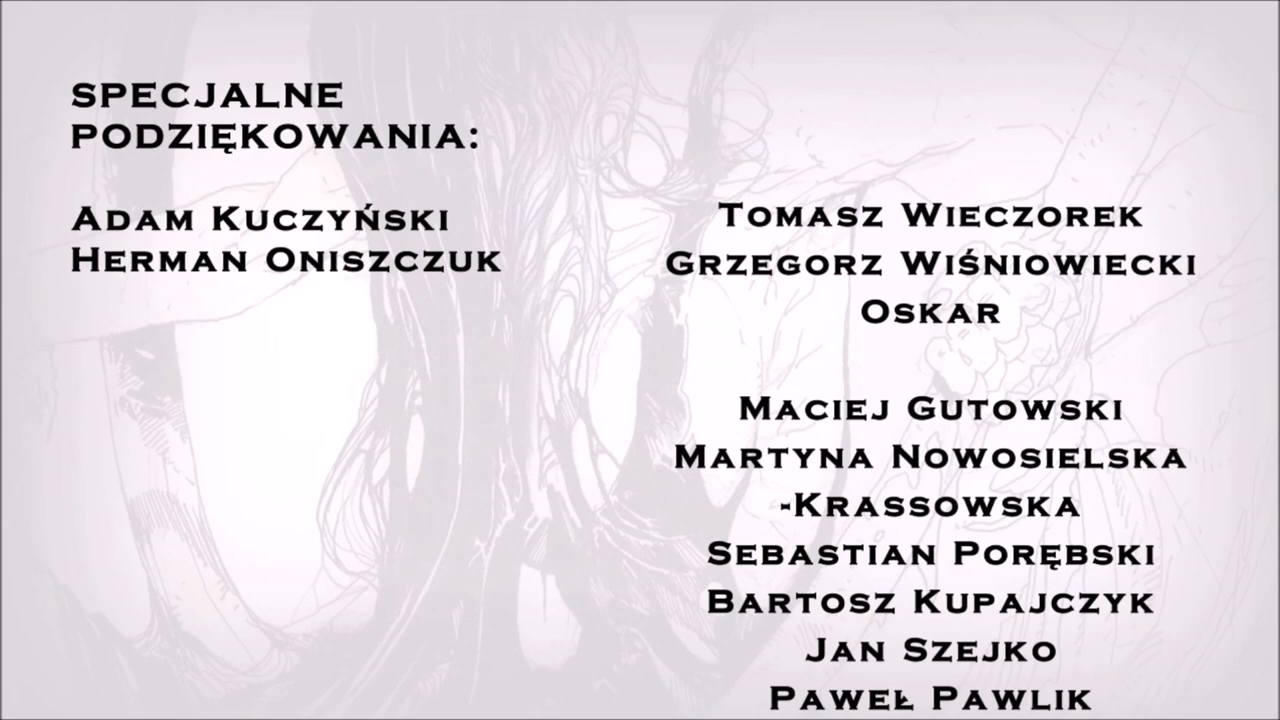 SPECJALNE
PODZIĘKOWANIA:
ADAM KUCZYŃSKI
HERMAN ONISZCZUK
TOMASZ WIECZOREK
GRZEGORZ WIŚNIOWIECKI
OSKAR
MACIEJ GUTOWSKI
MARTYNA NOWOSIELSKA
-KRASSOWSKA
SEBASTIAN PORĘBSKI
BARTOSZ KUPAJCZYK
JAN SZEJKO
PAWEŁ PAWLIK